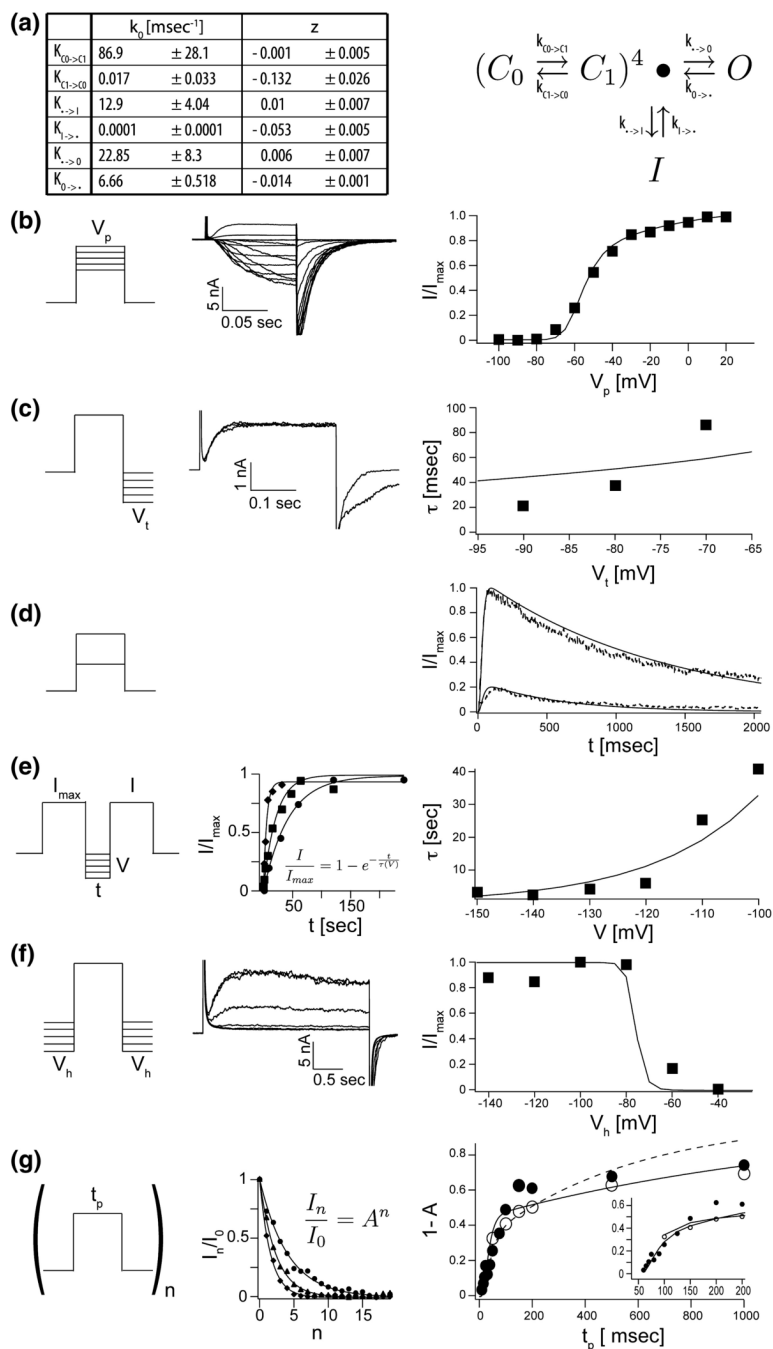 (a)
k0 [msec-1] z
KC0->C1 86.9 ± 28.1 - 0.001 ± 0.005
KC1->C0 0.017 ± 0.033 - 0.132 ± 0.026
K•->I 12.9 ± 4.04 0.01 ± 0.007
KI->• 0.0001 ± 0.0001 - 0.053 ± 0.005
K•->0 22.85 ± 8.3 0.006 ± 0.007
K0->• 6.66 ± 0.518 - 0.014 ± 0.001
kC0->C1 k•->0
(C0 ⇌ C1)4 • ⇌ O
kC1->C0 k0->•
k•->I kI->•
I
(b)
Vp
5 nA
0.05 sec
I/Imax
1.0
0.8
0.6
0.4
0.2
0
-100 -80 -60 -40 -20 0 20
Vp [mV]
(c)
Vt
1 nA
0.1 sec
τ [msec]
100
80
60
40
20
0
-95 -90 -85 -80 -75 -70 -65
Vt [mV]
(d)
I/Imax
1.0
0.8
0.6
0.4
0.2
0
0 500 1000 1500 2000
t [msec]
(e)
Imax I
V
t
I/Imax
1
0.5
0
50 150
t [sec]
I/Imax = 1 − e−t/τ(V)
τ [sec]
40
30
20
10
-150 -140 -130 -120 -110 -100
V [mV]
(f)
Vh Vh
5 nA
0.5 sec
I/Imax
1.0
0.8
0.6
0.4
0.2
0
-140 -120 -100 -80 -60 -40
Vh [mV]
(g)
tp
n
In/I0
1
0.5
0
0 5 10 15
n
In/I0 = An
1- A
0.8
0.6
0.4
0.2
0
0 200 400 600 800 1000
tp [ msec]
0.6
0.4
0.2
0
50 100 150 200 200